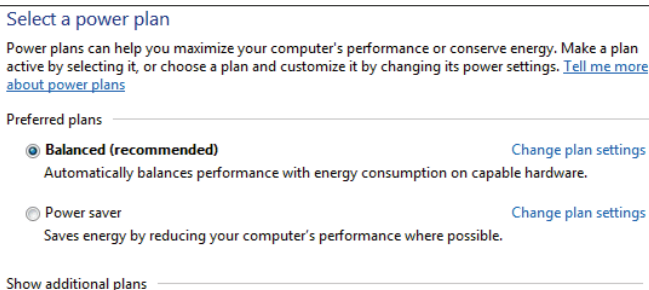 Select a power plan
Power plans can help you maximize your computer's performance or conserve energy. Make a plan
active by selecting it, or choose a plan and customize it by changing its power settings. Tell me more
about power plans
Preferred plans
Balanced (recommended) Change plan settings
Automatically balances performance with energy consumption on capable hardware.
Power saver Change plan settings
Saves energy by reducing your computer's performance where possible.
Show additional plans